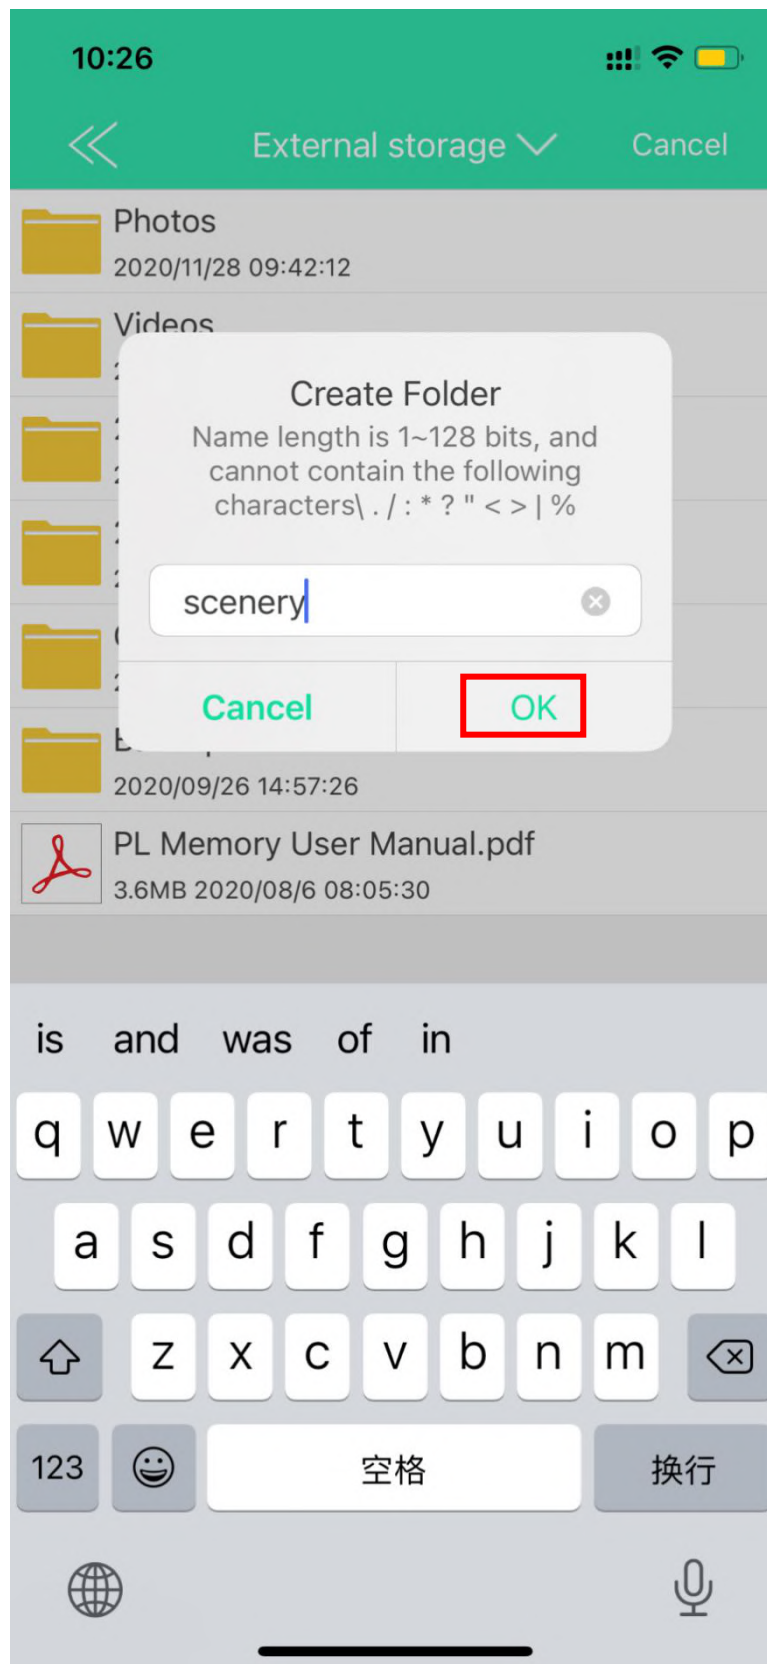 10:26
External storage
Cancel
Photos
2020/11/28 09:42:12
Videos
Create Folder
Name length is 1~128 bits, and
cannot contain the following
characters\ . / : * ? " < > | %
scenery
Cancel
OK
2020/09/26 14:57:26
PL Memory User Manual.pdf
3.6MB 2020/08/6 08:05:30
is and was of in
q w e r t y u i o p
a s d f g h j k l
z x c v b n m
123
空格
换行